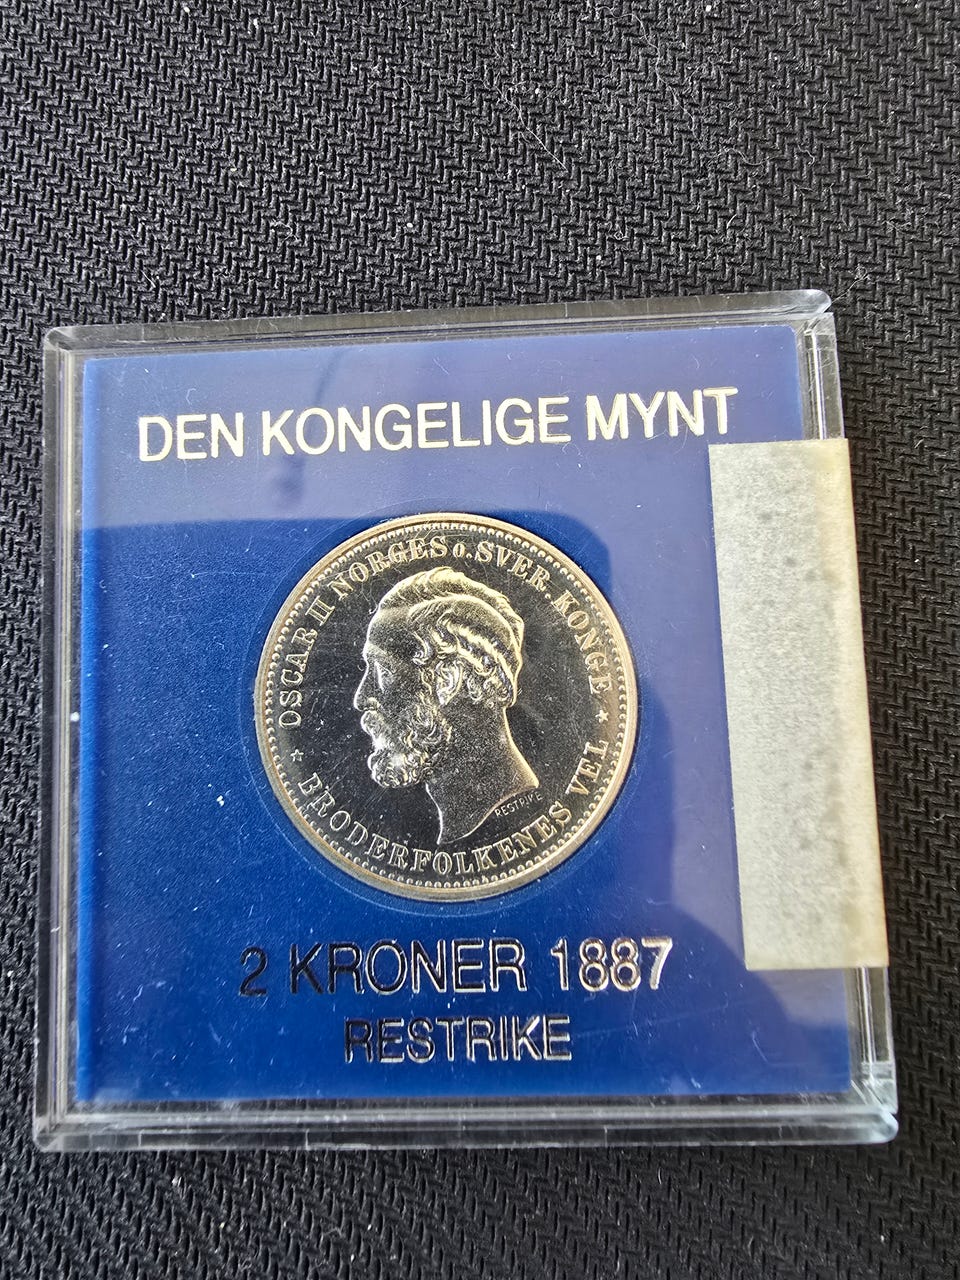 DEN KONGELIGE MYNT
OSCAR II NORGES o. SVER. KONGE
BRODERFOLKENES VEL
RESTRIKE
2 KRONER 1887
RESTRIKE